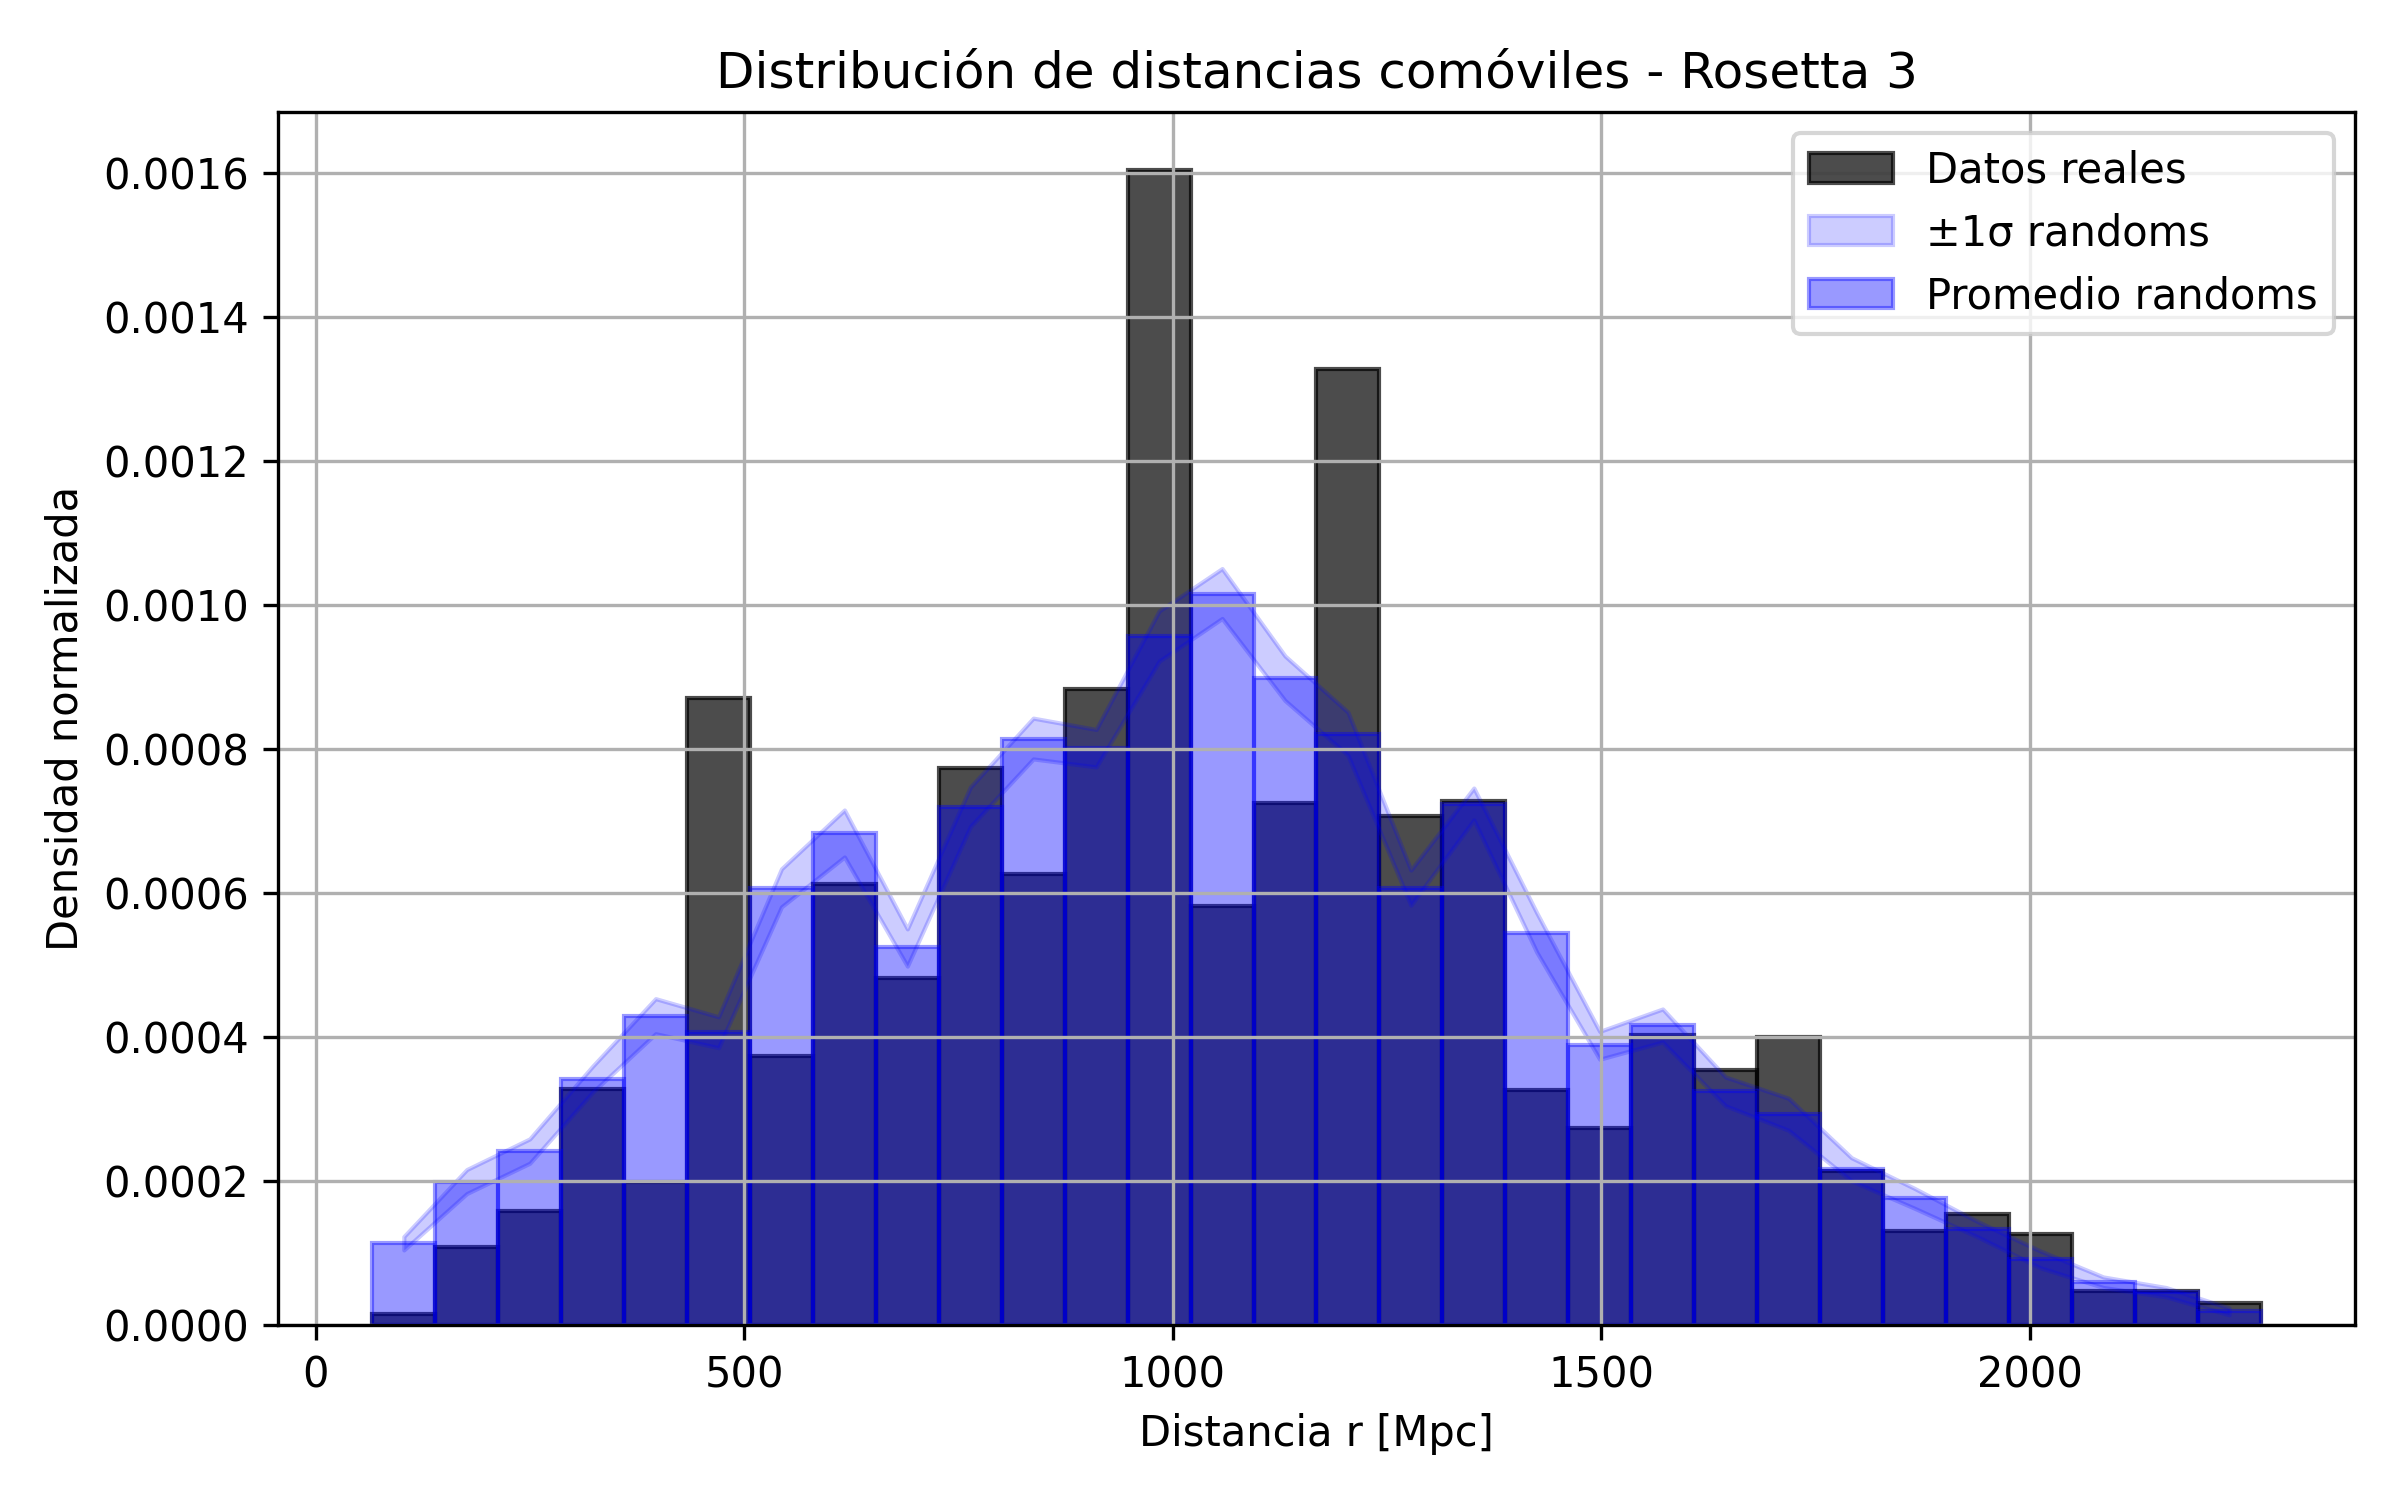 Distribución de distancias comóviles - Rosetta 3
Datos reales
±1σ randoms
Promedio randoms
Densidad normalizada
0.0016
0.0014
0.0012
0.0010
0.0008
0.0006
0.0004
0.0002
0.0000
0 500 1000 1500 2000
Distancia r [Mpc]